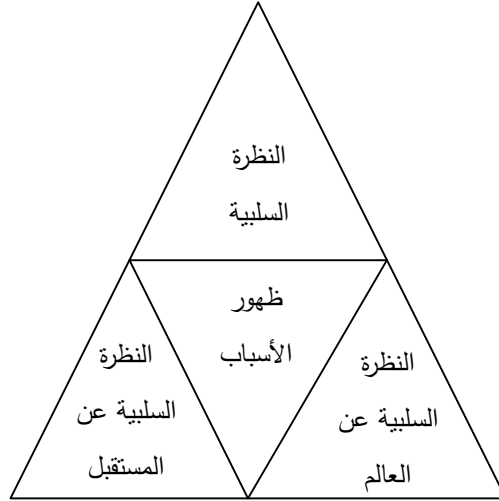 النظرة
السلبية
ظهور
الأسباب
النظرة
السلبية عن
العالم
النظرة
السلبية عن
المستقبل